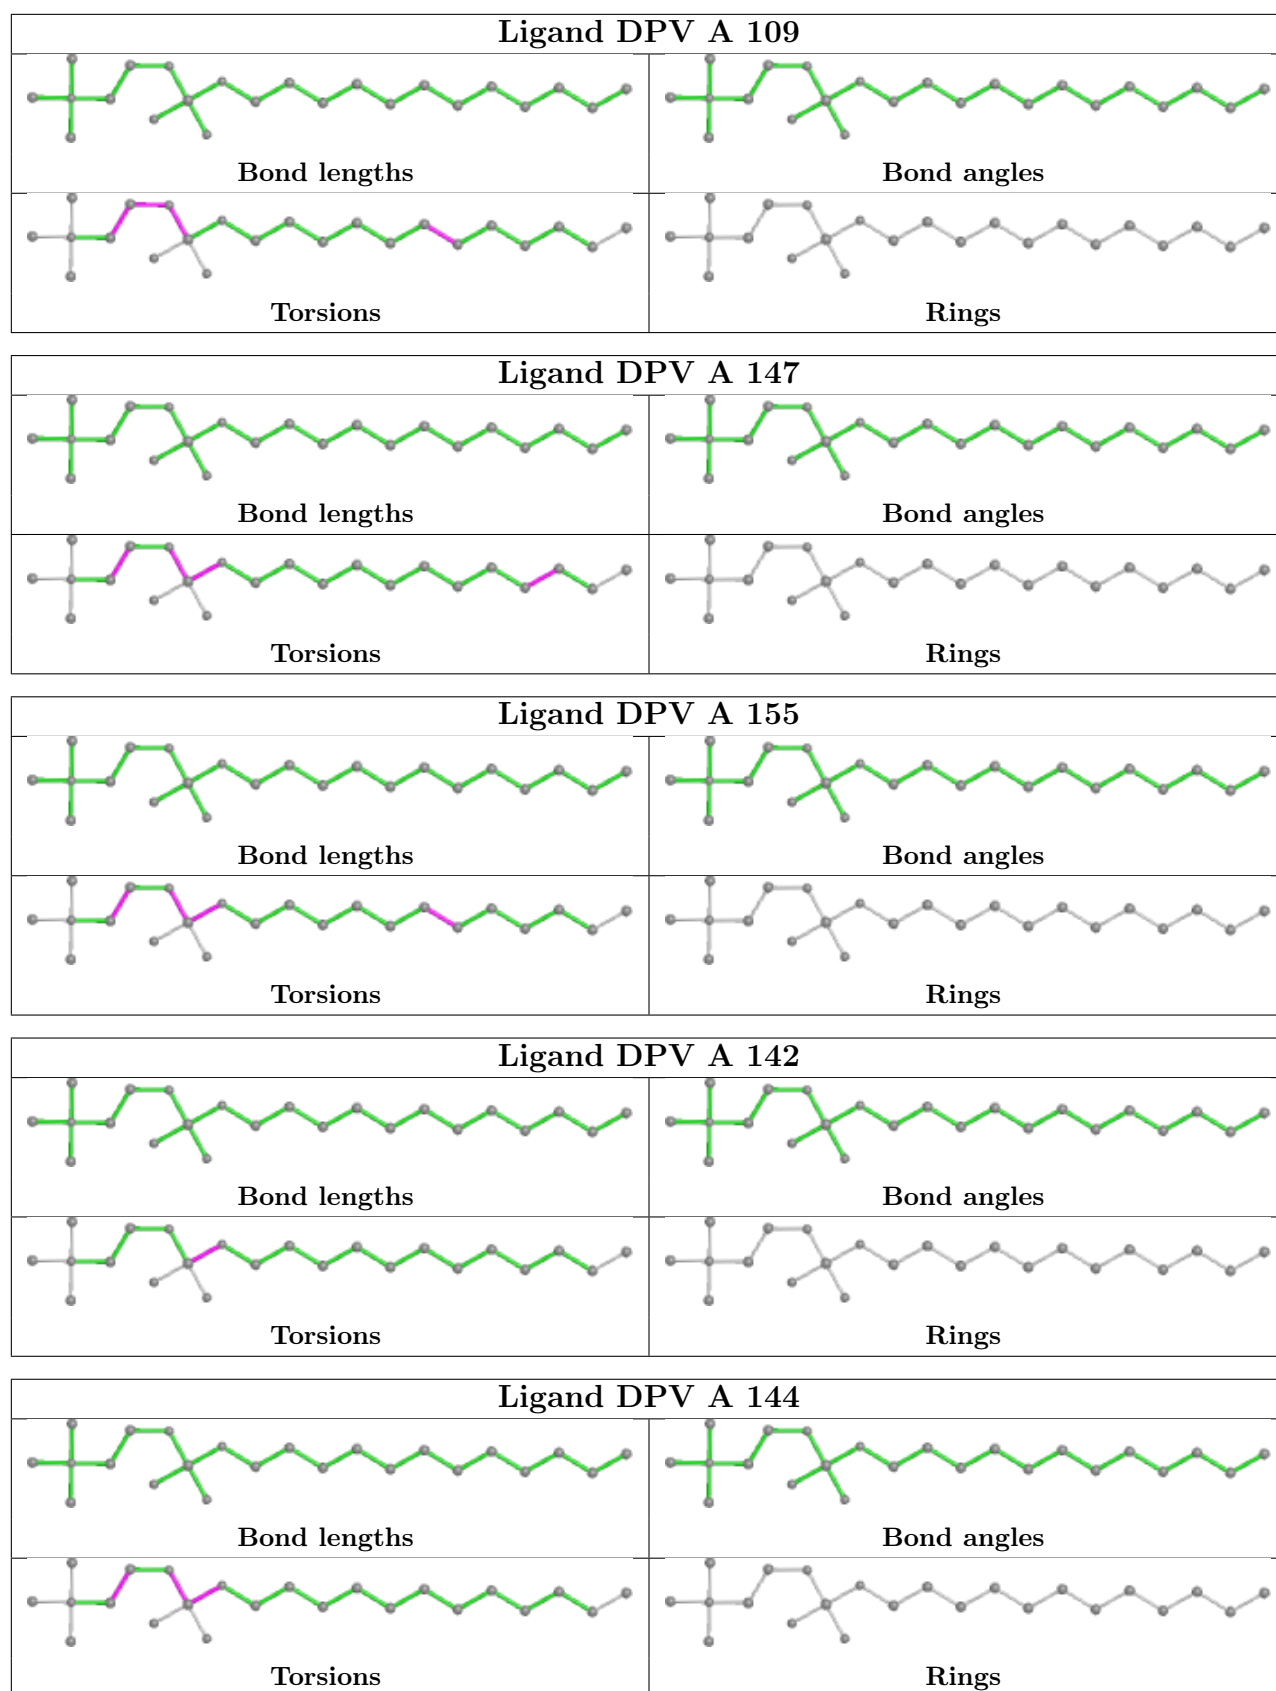 Ligand DPV A 109
Bond lengths
Bond angles
Torsions
Rings
Ligand DPV A 147
Bond lengths
Bond angles
Torsions
Rings
Ligand DPV A 155
Bond lengths
Bond angles
Torsions
Rings
Ligand DPV A 142
Bond lengths
Bond angles
Torsions
Rings
Ligand DPV A 144
Bond lengths
Bond angles
Torsions
Rings